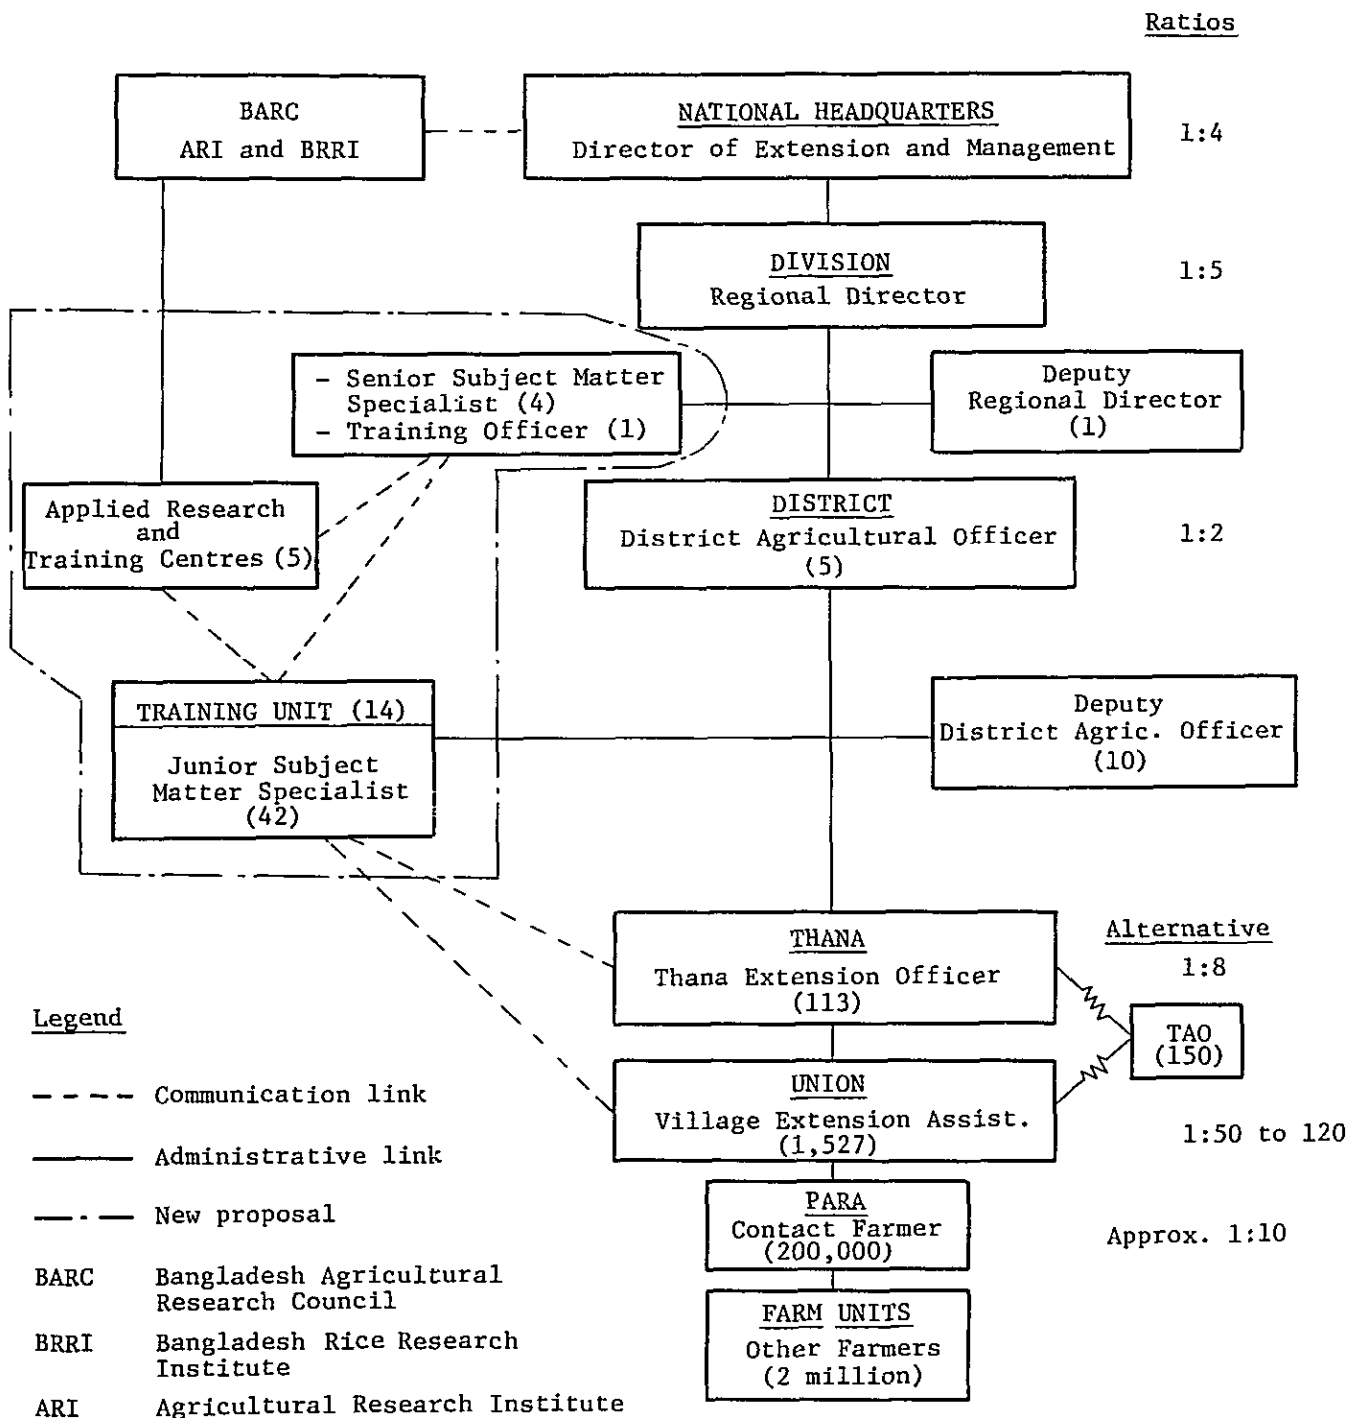 Ratios
BARC
ARI and BRRI
NATIONAL HEADQUARTERS
Director of Extension and Management
1:4
DIVISION
Regional Director
1:5
- Senior Subject Matter
Specialist (4)
- Training Officer (1)
Deputy
Regional Director
(1)
Applied Research
and
Training Centres (5)
DISTRICT
District Agricultural Officer
(5)
1:2
TRAINING UNIT (14)
Junior Subject
Matter Specialist
(42)
Deputy
District Agric. Officer
(10)
THANA
Thana Extension Officer
(113)
Alternative
1:8
TAO
(150)
UNION
Village Extension Assist.
(1,527)
1:50 to 120
PARA
Contact Farmer
(200,000)
Approx. 1:10
FARM UNITS
Other Farmers
(2 million)
Legend
Communication link
Administrative link
New proposal
BARC Bangladesh Agricultural
Research Council
BRRI Bangladesh Rice Research
Institute
ARI Agricultural Research Institute